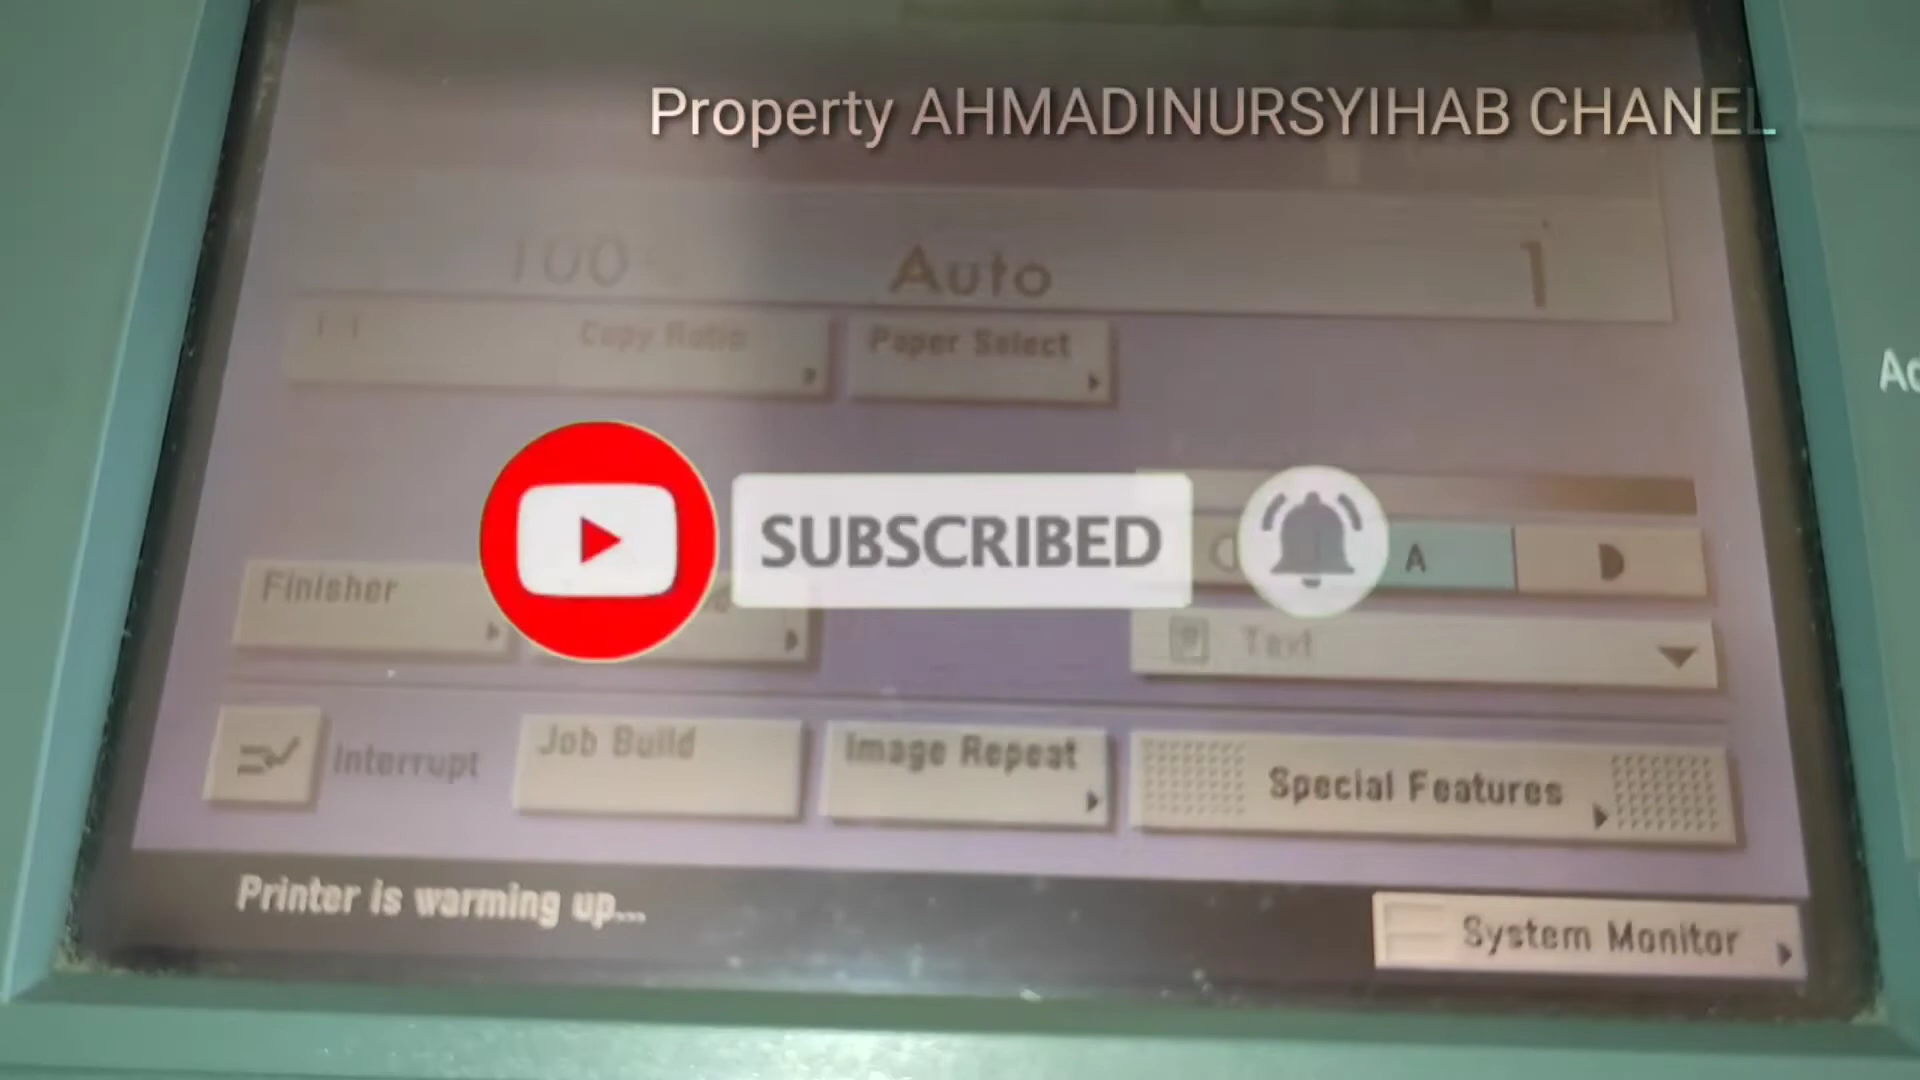 Property AHMADINURSYIHAB CHANEL
100
Auto
1
Copy Ratio
Paper Select
SUBSCRIBED
A
Finisher
Text
Interrupt
Job Build
Image Repeat
Special Features
Printer is warming up...
System Monitor